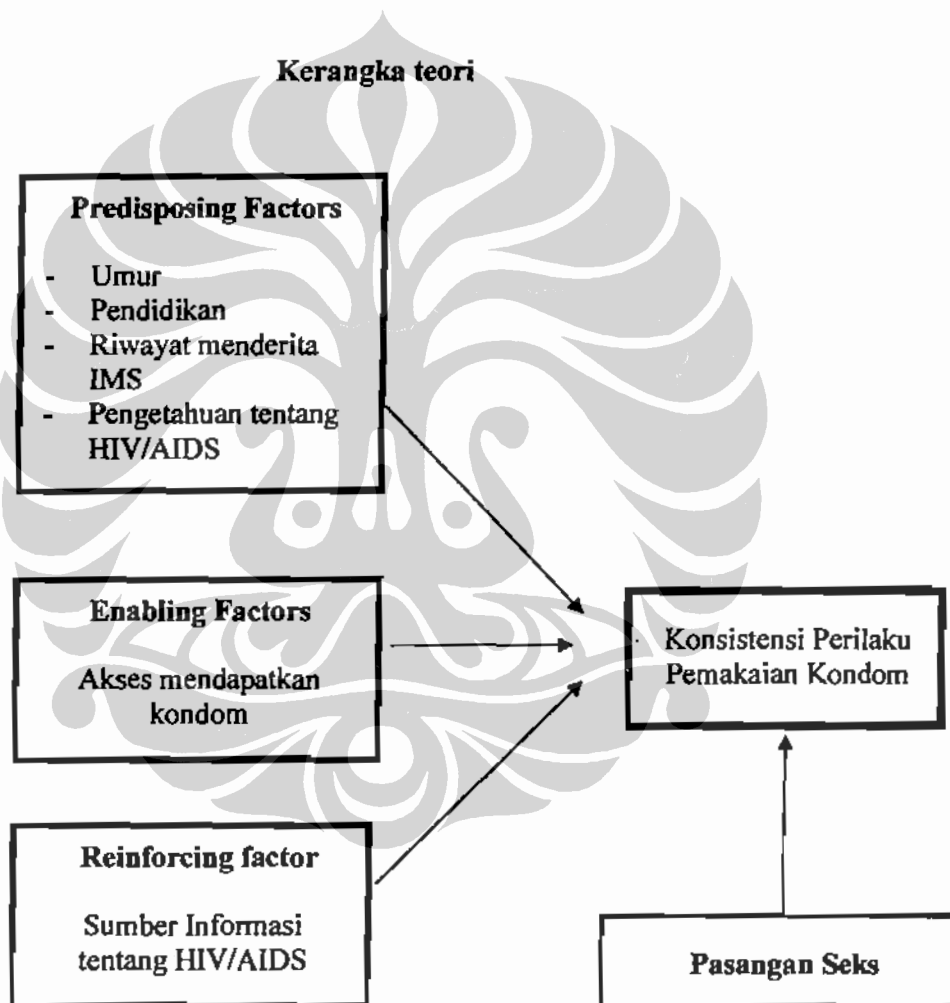 Kerangka teori
Predisposing Factors
- Umur
- Pendidikan
- Riwayat menderita
IMS
- Pengetahuan tentang
HIV/AIDS
Enabling Factors
Akses mendapatkan
kondom
Reinforcing factor
Sumber Informasi
tentang HIV/AIDS
Konsistensi Perilaku
Pemakaian Kondom
Pasangan Seks